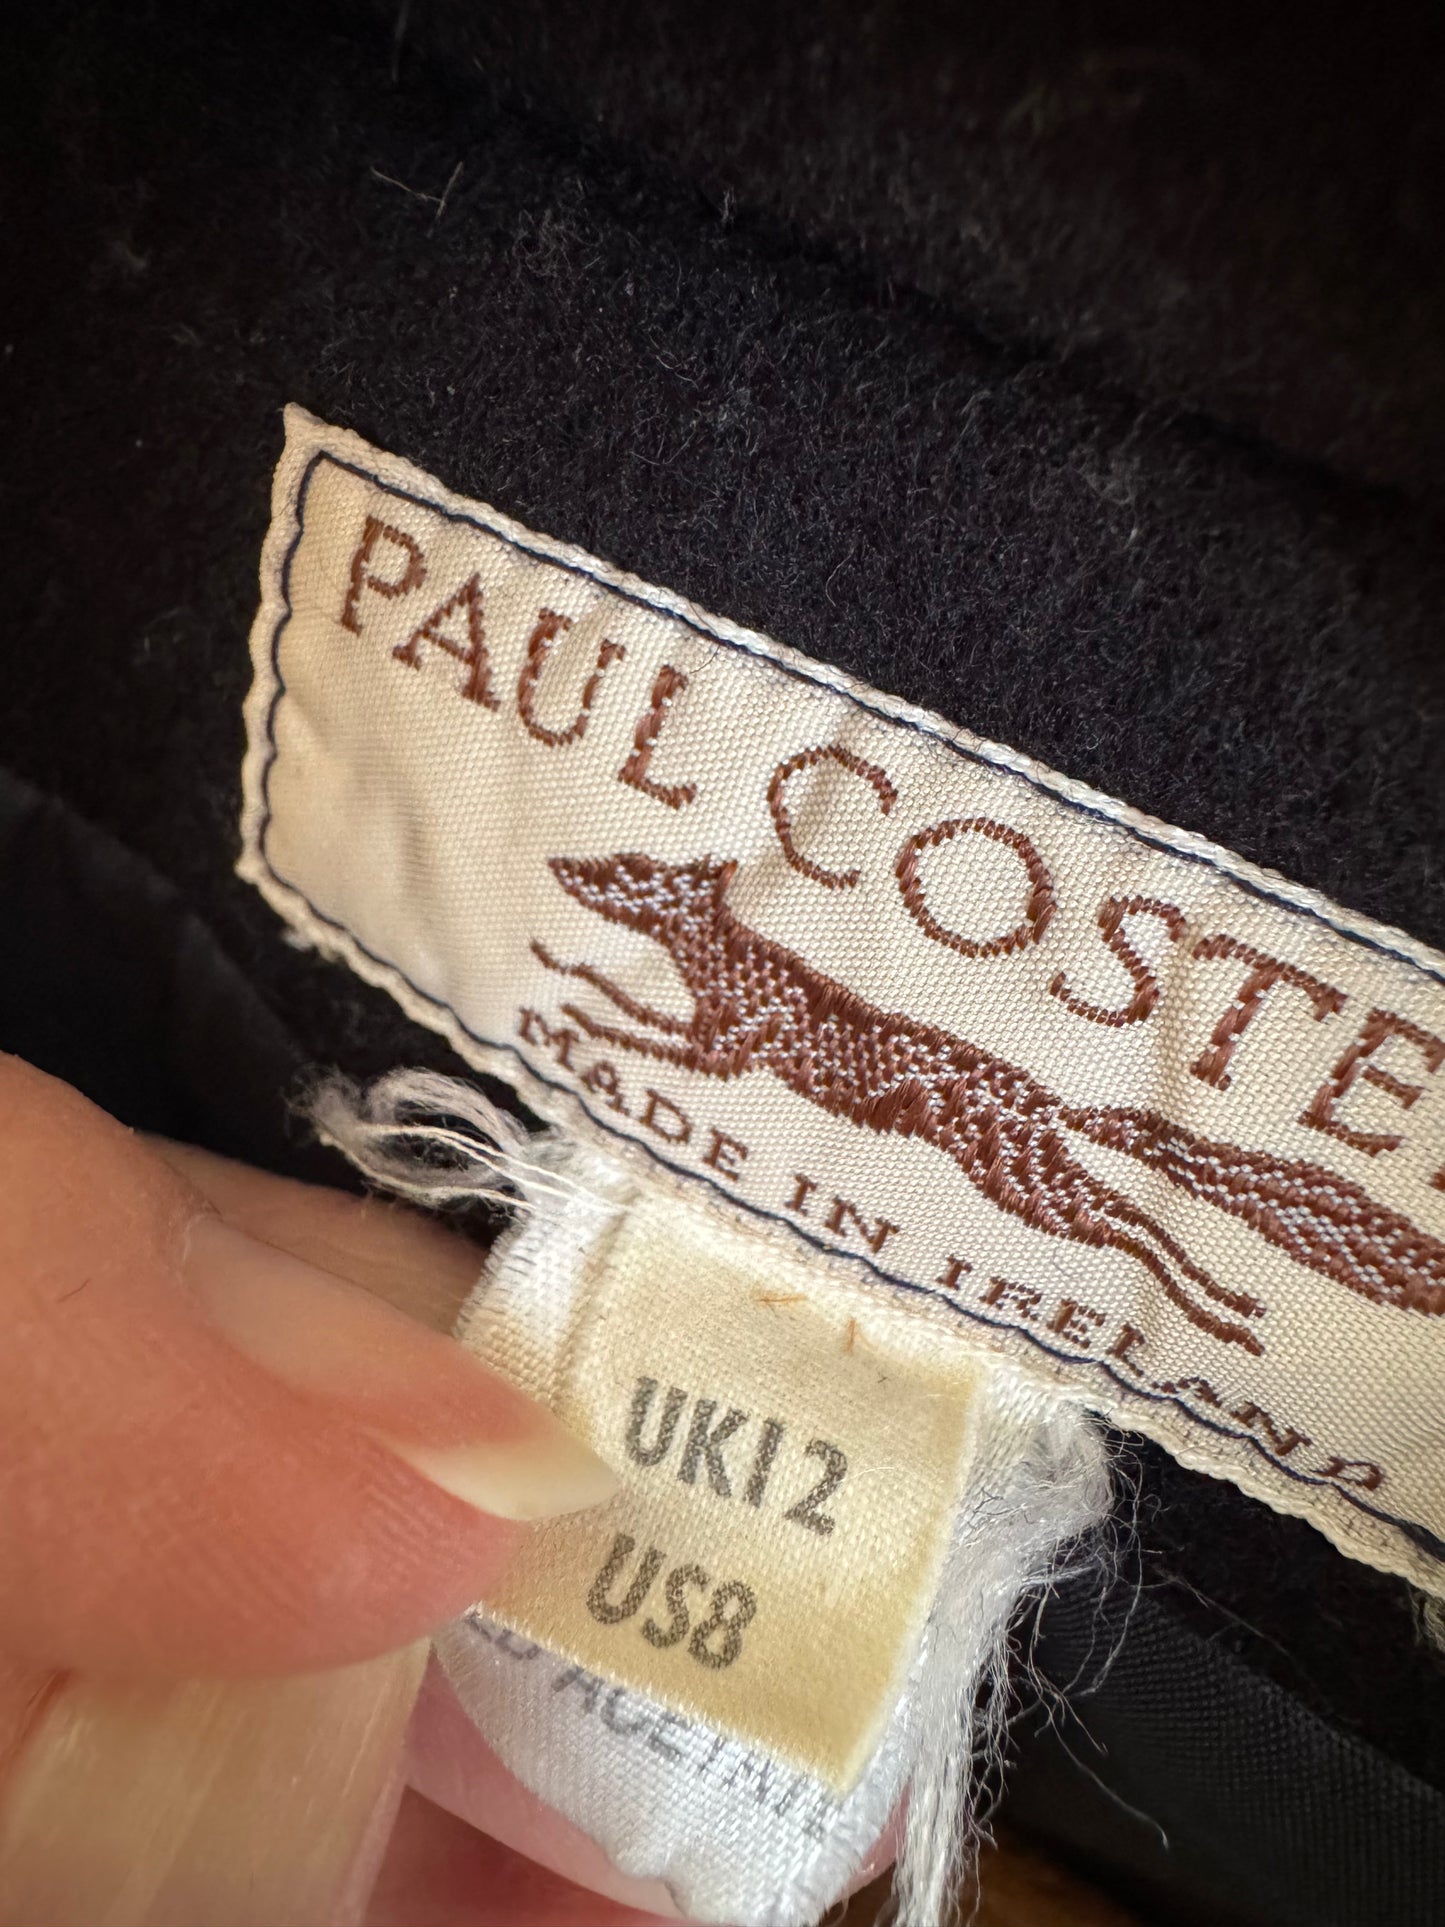 PAUL COSTE
MADE IN IRELAND
UK12
US8